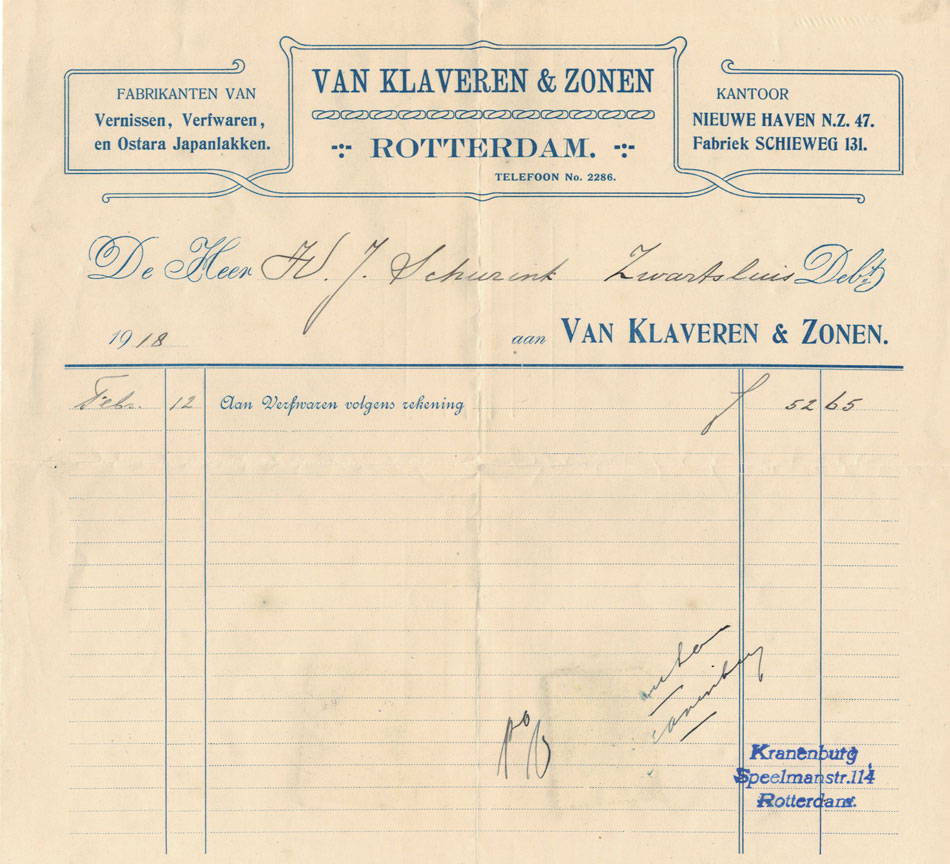 FABRIKANTEN VAN
Vernissen, Verfwaren,
en Ostara Japanlakken.
VAN KLAVEREN & ZONEN
ROTTERDAM.
TELEFOON No. 2286.
KANTOOR
NIEUWE HAVEN N.Z. 47.
Fabriek SCHIEWEG 131.
De Heer H. J. Schurink Zwartsluis Debt
1918 aan VAN KLAVEREN & ZONEN.
Febr. 12 Aan Verfwaren volgens rekening f 52 65
Kranenburg
Speelmanstr. 114
Rotterdam.